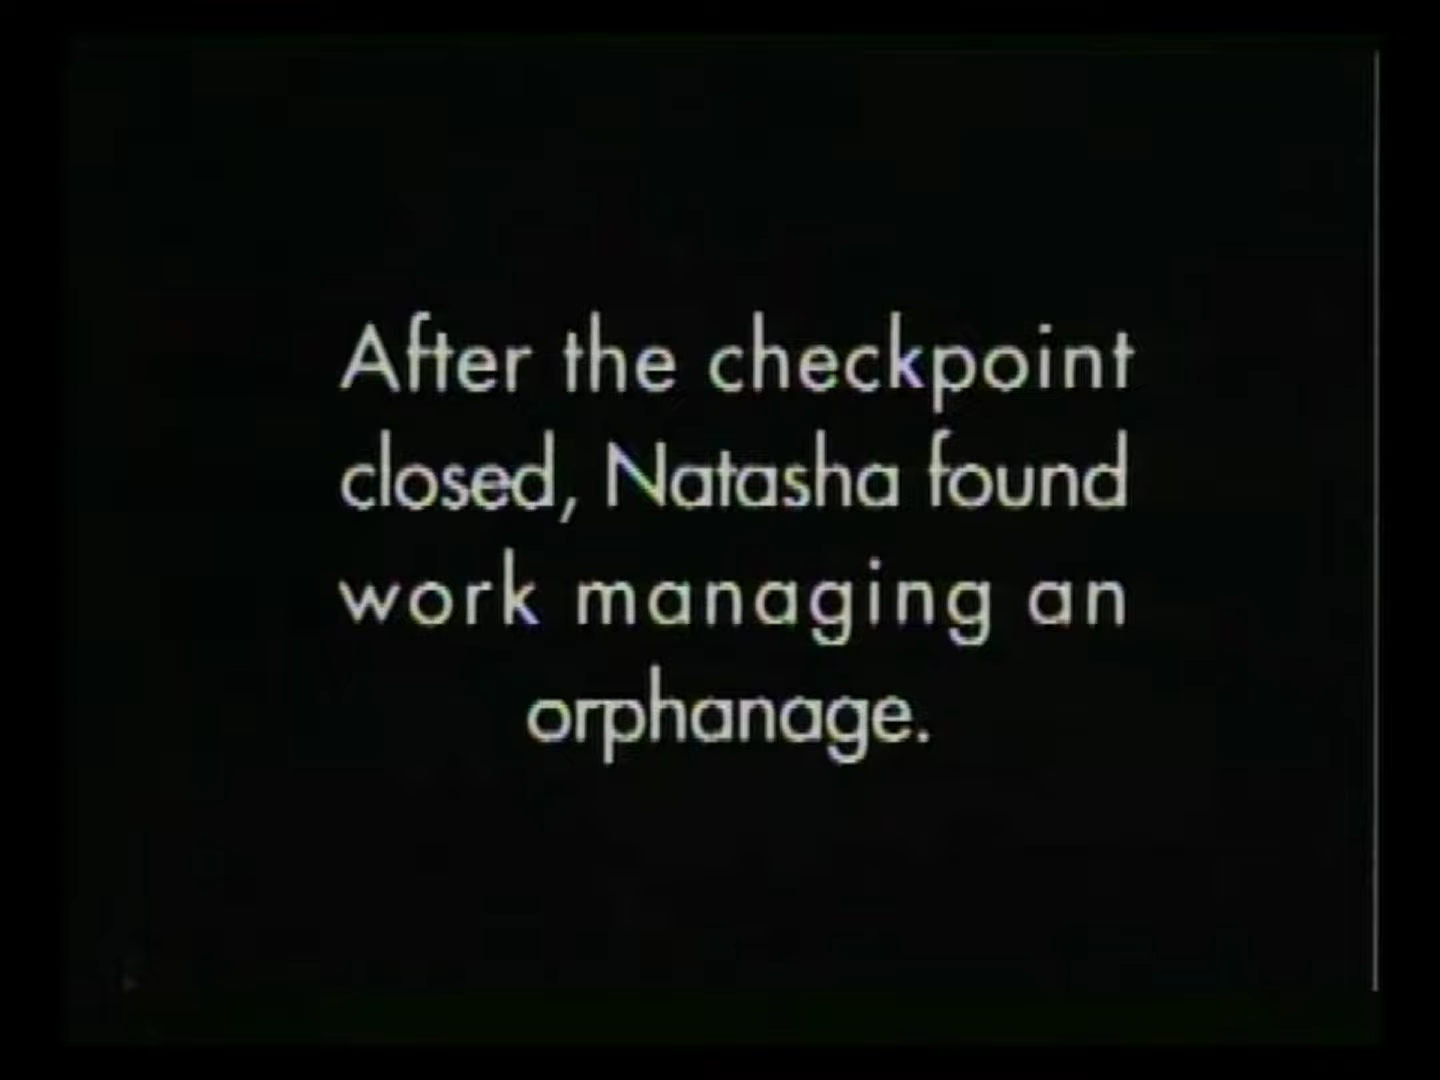 After the checkpoint
closed, Natasha found
work managing an
orphanage.